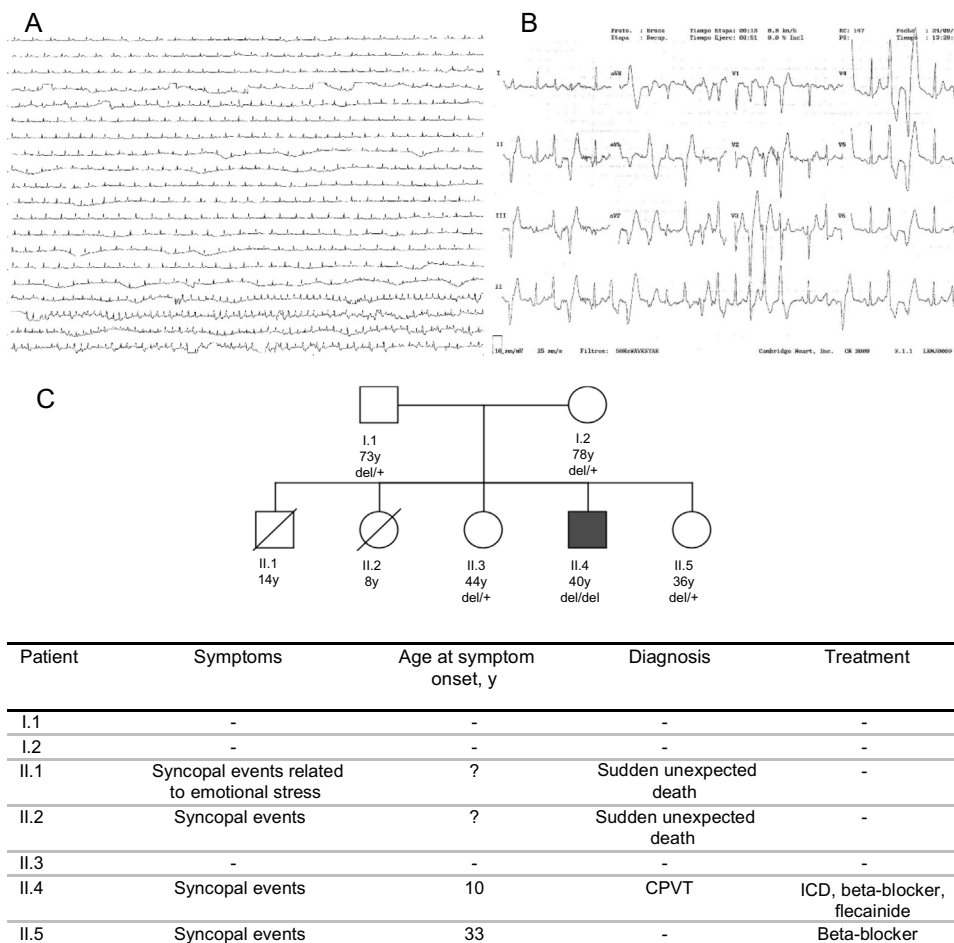 A
B
Proto. : Bruce Tiempo Etapa: 00:18 0.8 km/h RC: 147
Etapa : Recup. Tiempo Ejerc: 00:51 0.0 % Incl
I aVR V1 V4
II aVL V2 V5
III aVF V3 V6
II
10 mm/mV 25 mm/s Filtros: Cambridge Heart, Inc.
C
I.1 I.2
73y 78y
del/+ del/+
II.1 II.2 II.3 II.4 II.5
14y 8y 44y 40y 36y
del/+ del/del del/+
Patient Symptoms Age at symptom Diagnosis Treatment
onset, y
I.1 - - - -
I.2 - - - -
II.1 Syncopal events related ? Sudden unexpected -
to emotional stress death
II.2 Syncopal events ? Sudden unexpected -
death
II.3 - - - -
II.4 Syncopal events 10 CPVT ICD, beta-blocker,
flecainide
II.5 Syncopal events 33 - Beta-blocker